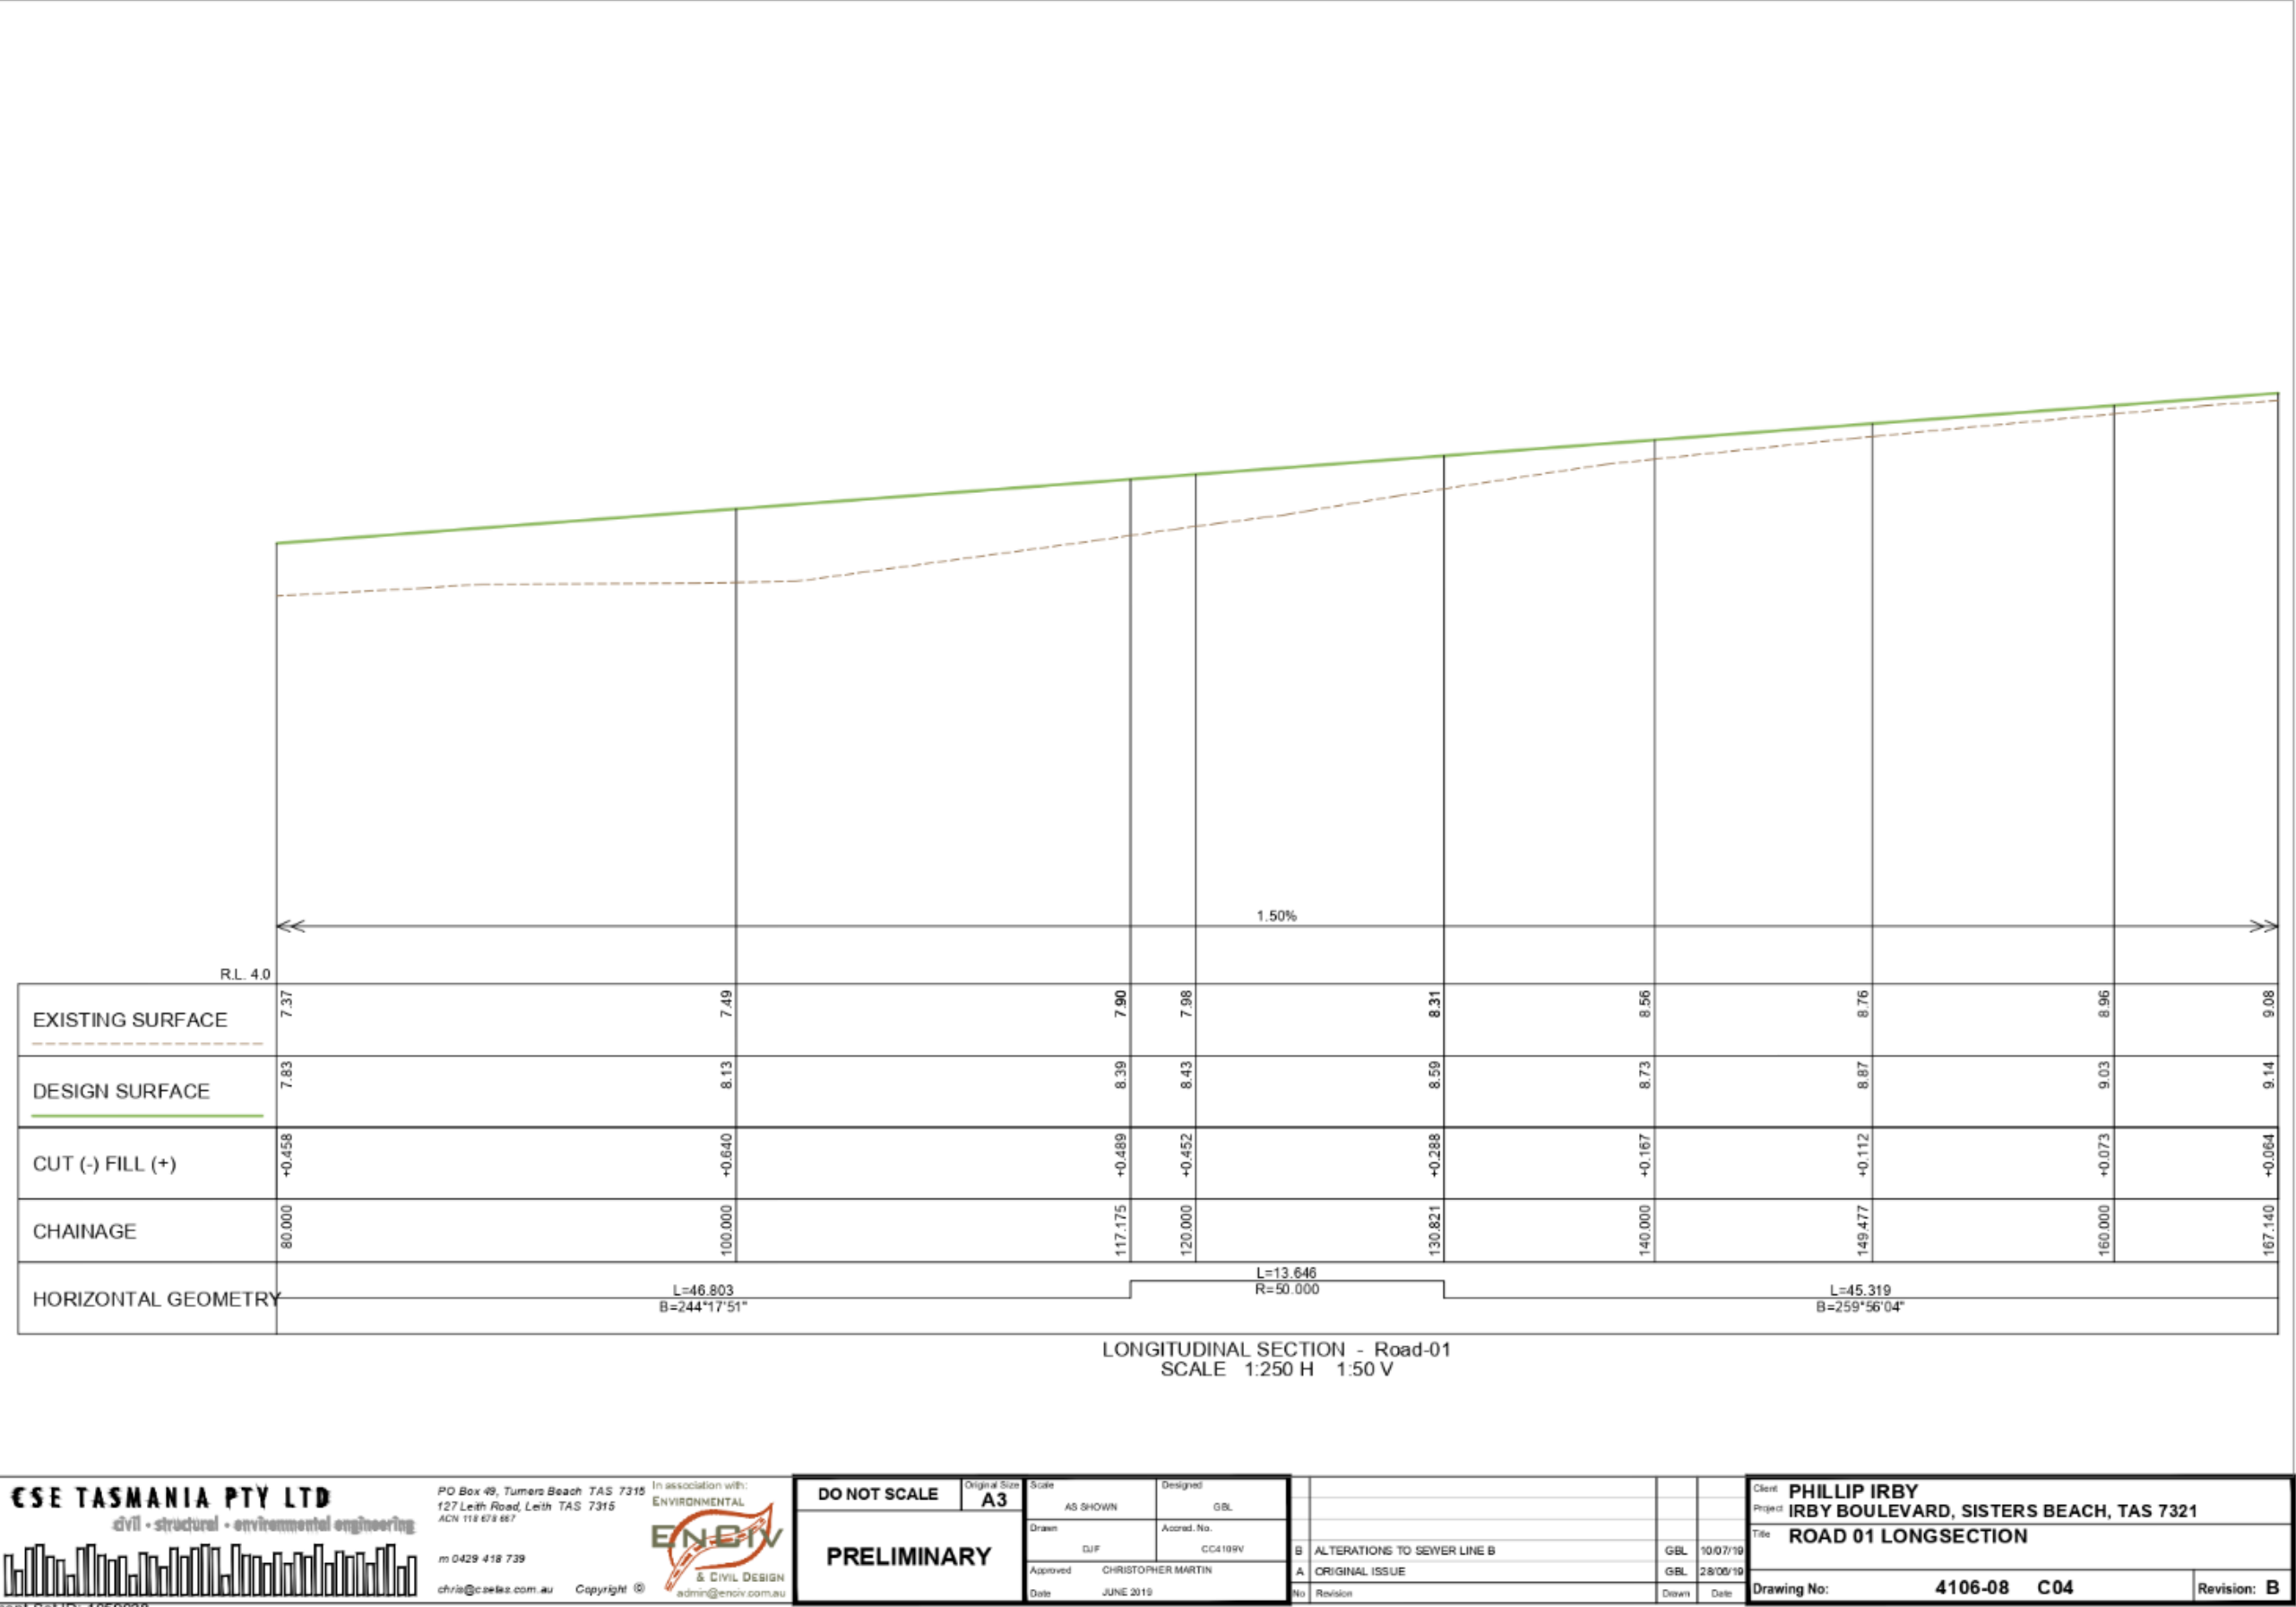 1.50%
R.L. 4.0
EXISTING SURFACE 7.37 7.49 7.90 7.98 8.31 8.56 8.76 8.96 9.08
DESIGN SURFACE 7.83 8.13 8.39 8.43 8.59 8.73 8.87 9.03 9.14
CUT (-) FILL (+) +0.458 +0.640 +0.489 +0.452 +0.288 +0.167 +0.112 +0.073 +0.064
CHAINAGE 80.000 100.000 117.175 120.000 130.821 140.000 149.477 160.000 167.140
HORIZONTAL GEOMETRY
L=46.803
B=244°17'51"
L=13.646
R=50.000
L=45.319
B=259°56'04"
LONGITUDINAL SECTION - Road-01
SCALE 1:250 H 1:50 V
CSE TASMANIA PTY LTD
civil • structural • environmental engineering
PO Box 49, Turners Beach TAS 7315
127 Leith Road, Leith TAS 7315
ACN 118 678 667
m 0429 418 739
chris@csetas.com.au Copyright ©
In association with:
ENVIRONMENTAL
ENCIV
& CIVIL DESIGN
admin@enciv.com.au
DO NOT SCALE
Original Size
A3
PRELIMINARY
Scale
AS SHOWN
Designed
GBL
Drawn
DJF
Accred. No.
CC4109V
Approved CHRISTOPHER MARTIN
Date JUNE 2019
B ALTERATIONS TO SEWER LINE B GBL 10/07/19
A ORIGINAL ISSUE GBL 28/06/19
No Revision Drawn Date
Client PHILLIP IRBY
Project IRBY BOULEVARD, SISTERS BEACH, TAS 7321
Title ROAD 01 LONGSECTION
Drawing No: 4106-08 C04
Revision: B